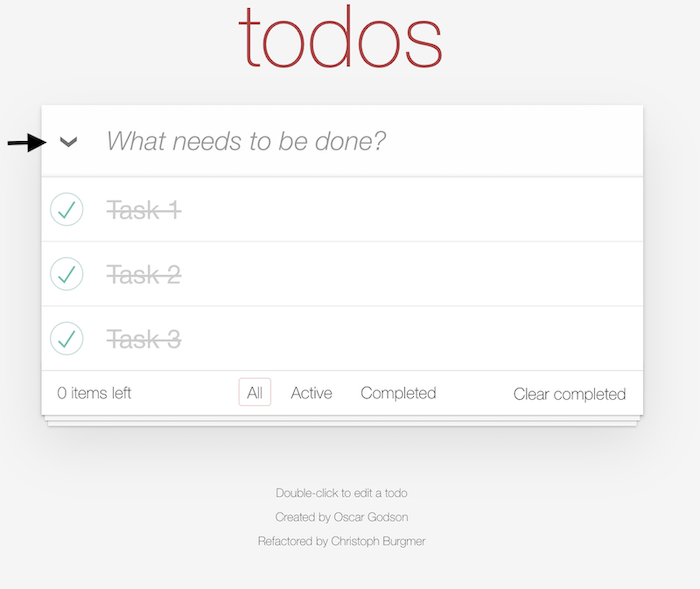 todos
What needs to be done?
Task 1
Task 2
Task 3
0 items left All Active Completed Clear completed
Double-click to edit a todo
Created by Oscar Godson
Refactored by Christoph Burgmer